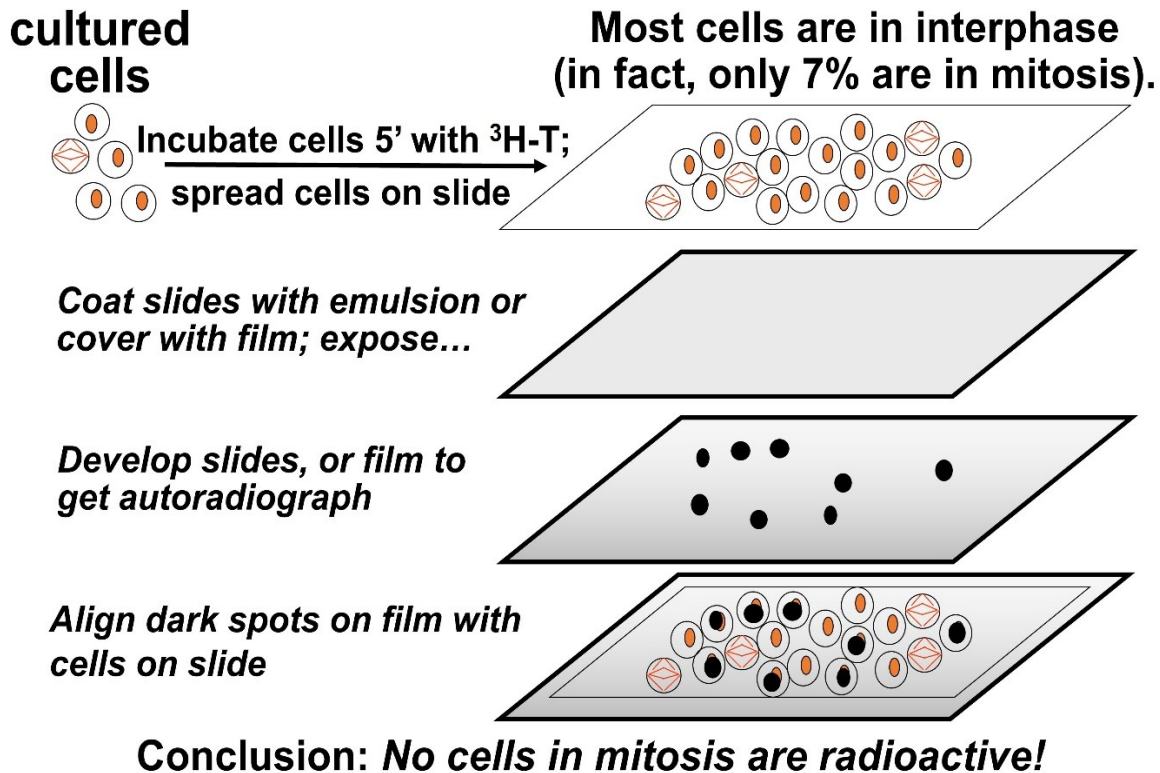 cultured
cells
Most cells are in interphase
(in fact, only 7% are in mitosis).
Incubate cells 5’ with ³H-T;
spread cells on slide
Coat slides with emulsion or
cover with film; expose…
Develop slides, or film to
get autoradiograph
Align dark spots on film with
cells on slide
Conclusion: No cells in mitosis are radioactive!